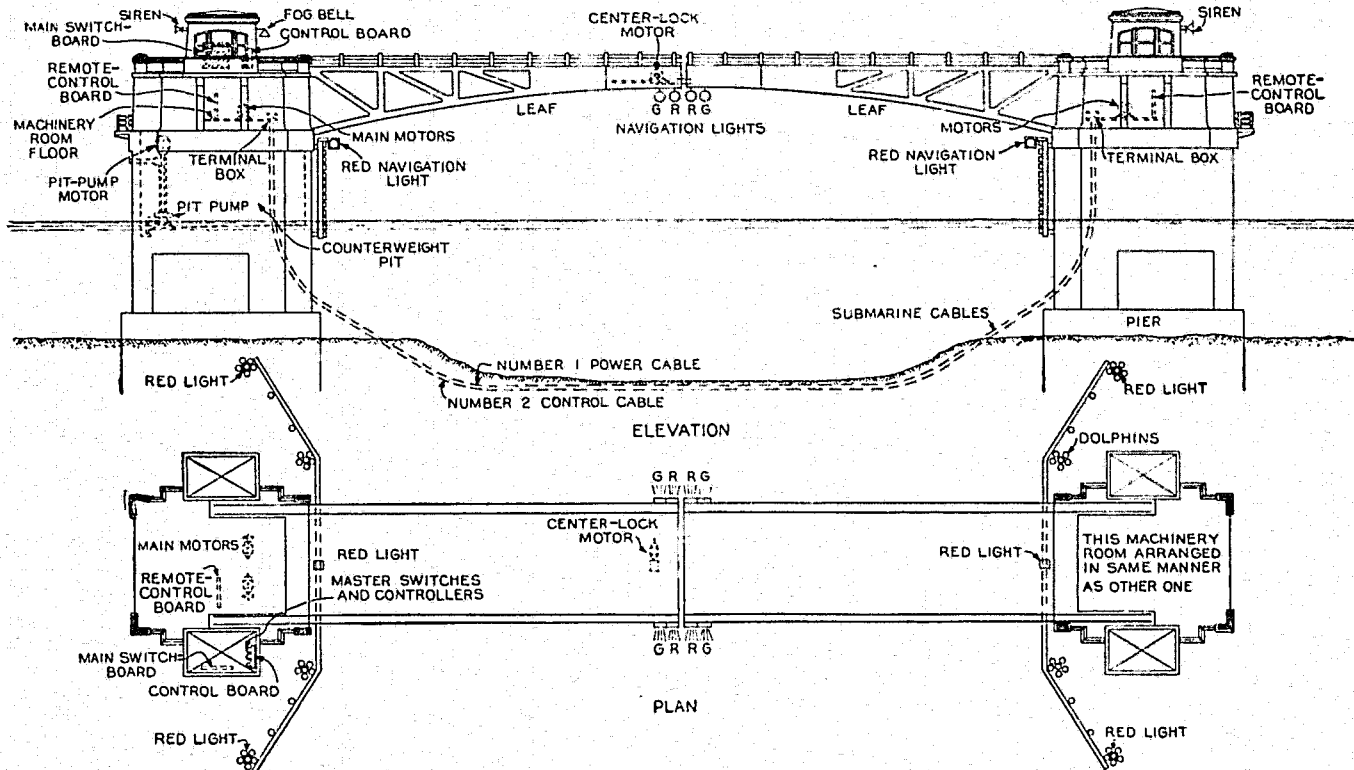 SIREN
FOG BELL
MAIN SWITCH-
BOARD
CONTROL BOARD
REMOTE-
CONTROL
BOARD
MACHINERY
ROOM
FLOOR
MAIN MOTORS
TERMINAL
BOX
PIT-PUMP
MOTOR
PIT PUMP
COUNTERWEIGHT
PIT
RED NAVIGATION
LIGHT
LEAF
CENTER-LOCK
MOTOR
G R R G
NAVIGATION LIGHTS
LEAF
SIREN
REMOTE-
CONTROL
BOARD
MOTORS
TERMINAL BOX
RED NAVIGATION
LIGHT
SUBMARINE CABLES
PIER
NUMBER 1 POWER CABLE
NUMBER 2 CONTROL CABLE
ELEVATION
RED LIGHT
RED LIGHT
DOLPHINS
G R R G
CENTER-LOCK
MOTOR
MAIN MOTORS
RED LIGHT
REMOTE-
CONTROL
BOARD
MASTER SWITCHES
AND CONTROLLERS
RED LIGHT
THIS MACHINERY
ROOM ARRANGED
IN SAME MANNER
AS OTHER ONE
MAIN SWITCH-
BOARD
CONTROL BOARD
G R R G
PLAN
RED LIGHT
RED LIGHT